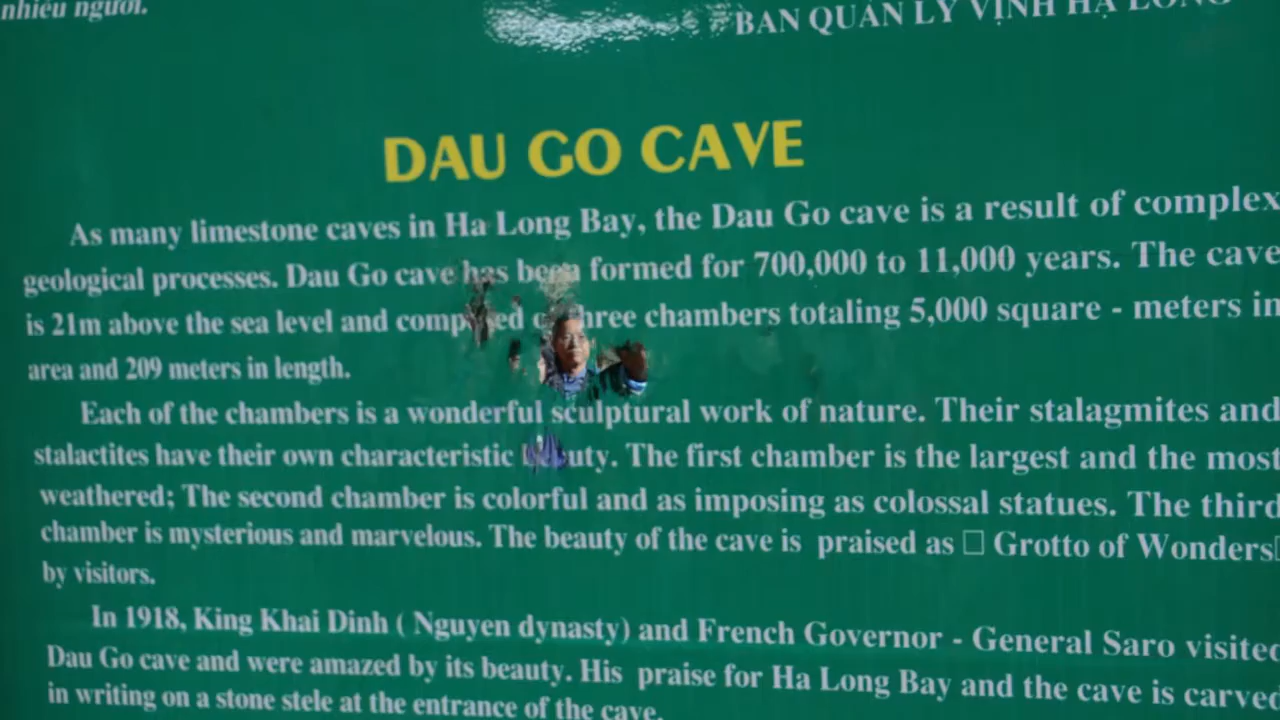 nhiều người.
BAN QUẢN LÝ VỊNH HẠ LONG
DAU GO CAVE
As many limestone caves in Ha Long Bay, the Dau Go cave is a result of complex
geological processes. Dau Go cave has been formed for 700,000 to 11,000 years. The cave
is 21m above the sea level and chambers totaling 5,000 square - meters in
area and 209 meters in length.
Each of the chambers is a wonderful sculptural work of nature. Their stalagmites and
stalactites have their own characteristic The first chamber is the largest and the most
weathered; The second chamber is colorful and as imposing as colossal statues. The third
chamber is mysterious and marvelous. The beauty of the cave is praised as □ Grotto of Wonders□
by visitors.
In 1918, King Khai Dinh ( Nguyen dynasty) and French Governor - General Saro visited
Dau Go cave and were amazed by its beauty. His praise for Ha Long Bay and the cave is carved
in writing on a stone stele at the entrance of the cave.